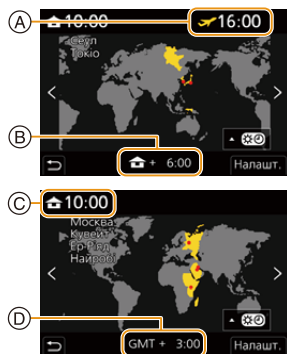 A
10:00
16:00
Сеул
Токіо
B
+ 6:00
Налашт.
C
10:00
Москва
Кувейт
Ер-Ріяд
Найробі
D
GMT + 3:00
Налашт.